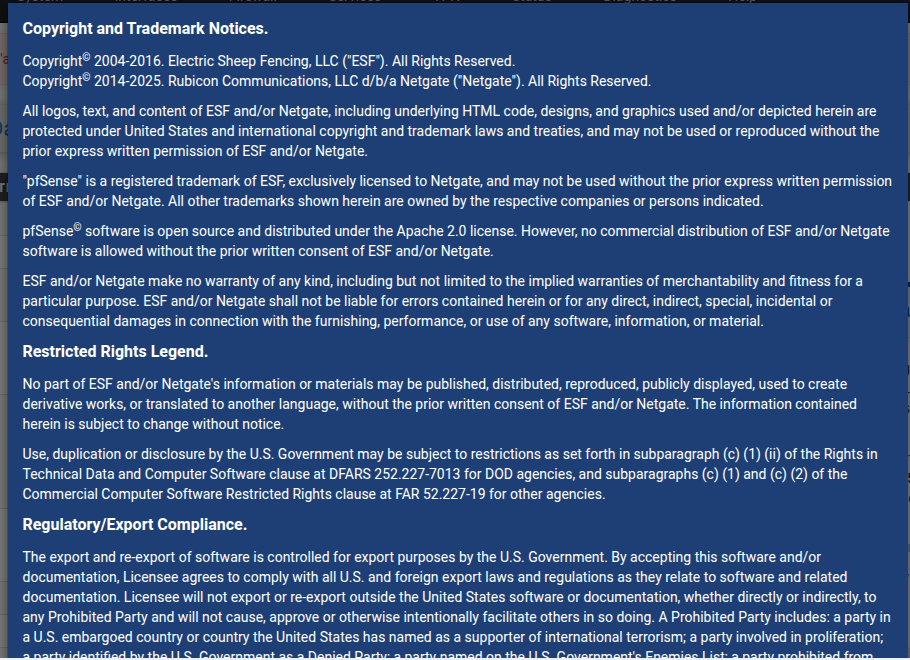 Copyright and Trademark Notices.
Copyright© 2004-2016. Electric Sheep Fencing, LLC ("ESF"). All Rights Reserved.
Copyright© 2014-2025. Rubicon Communications, LLC d/b/a Netgate ("Netgate"). All Rights Reserved.
All logos, text, and content of ESF and/or Netgate, including underlying HTML code, designs, and graphics used and/or depicted herein are
protected under United States and international copyright and trademark laws and treaties, and may not be used or reproduced without the
prior express written permission of ESF and/or Netgate.
"pfSense" is a registered trademark of ESF, exclusively licensed to Netgate, and may not be used without the prior express written permission
of ESF and/or Netgate. All other trademarks shown herein are owned by the respective companies or persons indicated.
pfSense© software is open source and distributed under the Apache 2.0 license. However, no commercial distribution of ESF and/or Netgate
software is allowed without the prior written consent of ESF and/or Netgate.
ESF and/or Netgate make no warranty of any kind, including but not limited to the implied warranties of merchantability and fitness for a
particular purpose. ESF and/or Netgate shall not be liable for errors contained herein or for any direct, indirect, special, incidental or
consequential damages in connection with the furnishing, performance, or use of any software, information, or material.
Restricted Rights Legend.
No part of ESF and/or Netgate's information or materials may be published, distributed, reproduced, publicly displayed, used to create
derivative works, or translated to another language, without the prior written consent of ESF and/or Netgate. The information contained
herein is subject to change without notice.
Use, duplication or disclosure by the U.S. Government may be subject to restrictions as set forth in subparagraph (c) (1) (ii) of the Rights in
Technical Data and Computer Software clause at DFARS 252.227-7013 for DOD agencies, and subparagraphs (c) (1) and (c) (2) of the
Commercial Computer Software Restricted Rights clause at FAR 52.227-19 for other agencies.
Regulatory/Export Compliance.
The export and re-export of software is controlled for export purposes by the U.S. Government. By accepting this software and/or
documentation, Licensee agrees to comply with all U.S. and foreign export laws and regulations as they relate to software and related
documentation. Licensee will not export or re-export outside the United States software or documentation, whether directly or indirectly, to
any Prohibited Party and will not cause, approve or otherwise intentionally facilitate others in so doing. A Prohibited Party includes: a party in
a U.S. embargoed country or country the United States has named as a supporter of international terrorism; a party involved in proliferation;
a party identified by the U.S. Government as a Denied Party; a party named on the U.S. Government's Enemies List; a party prohibited from